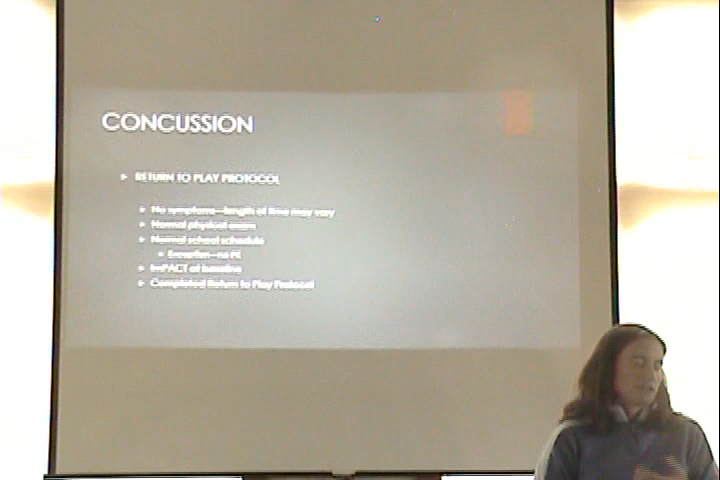 CONCUSSION
RETURN TO PLAY PROTOCOL
No symptoms—length of time may vary
Normal physical exam
Normal school schedule
Exception—no PE
ImPACT at baseline
Completed Return to Play Protocol